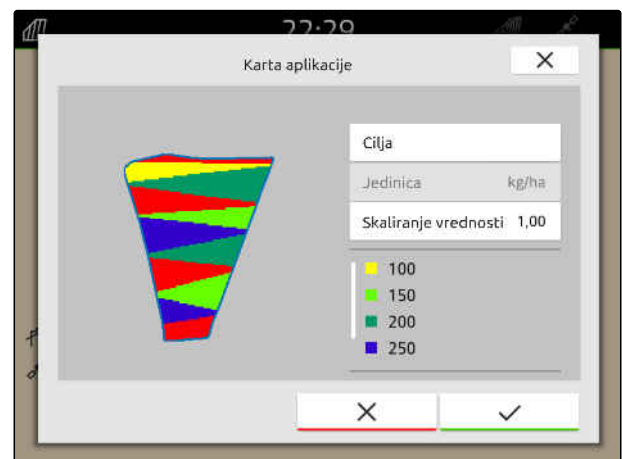 22:29
Karta aplikacije
Cilja
Jedinica kg/ha
Skaliranje vrednosti 1,00
100
150
200
250